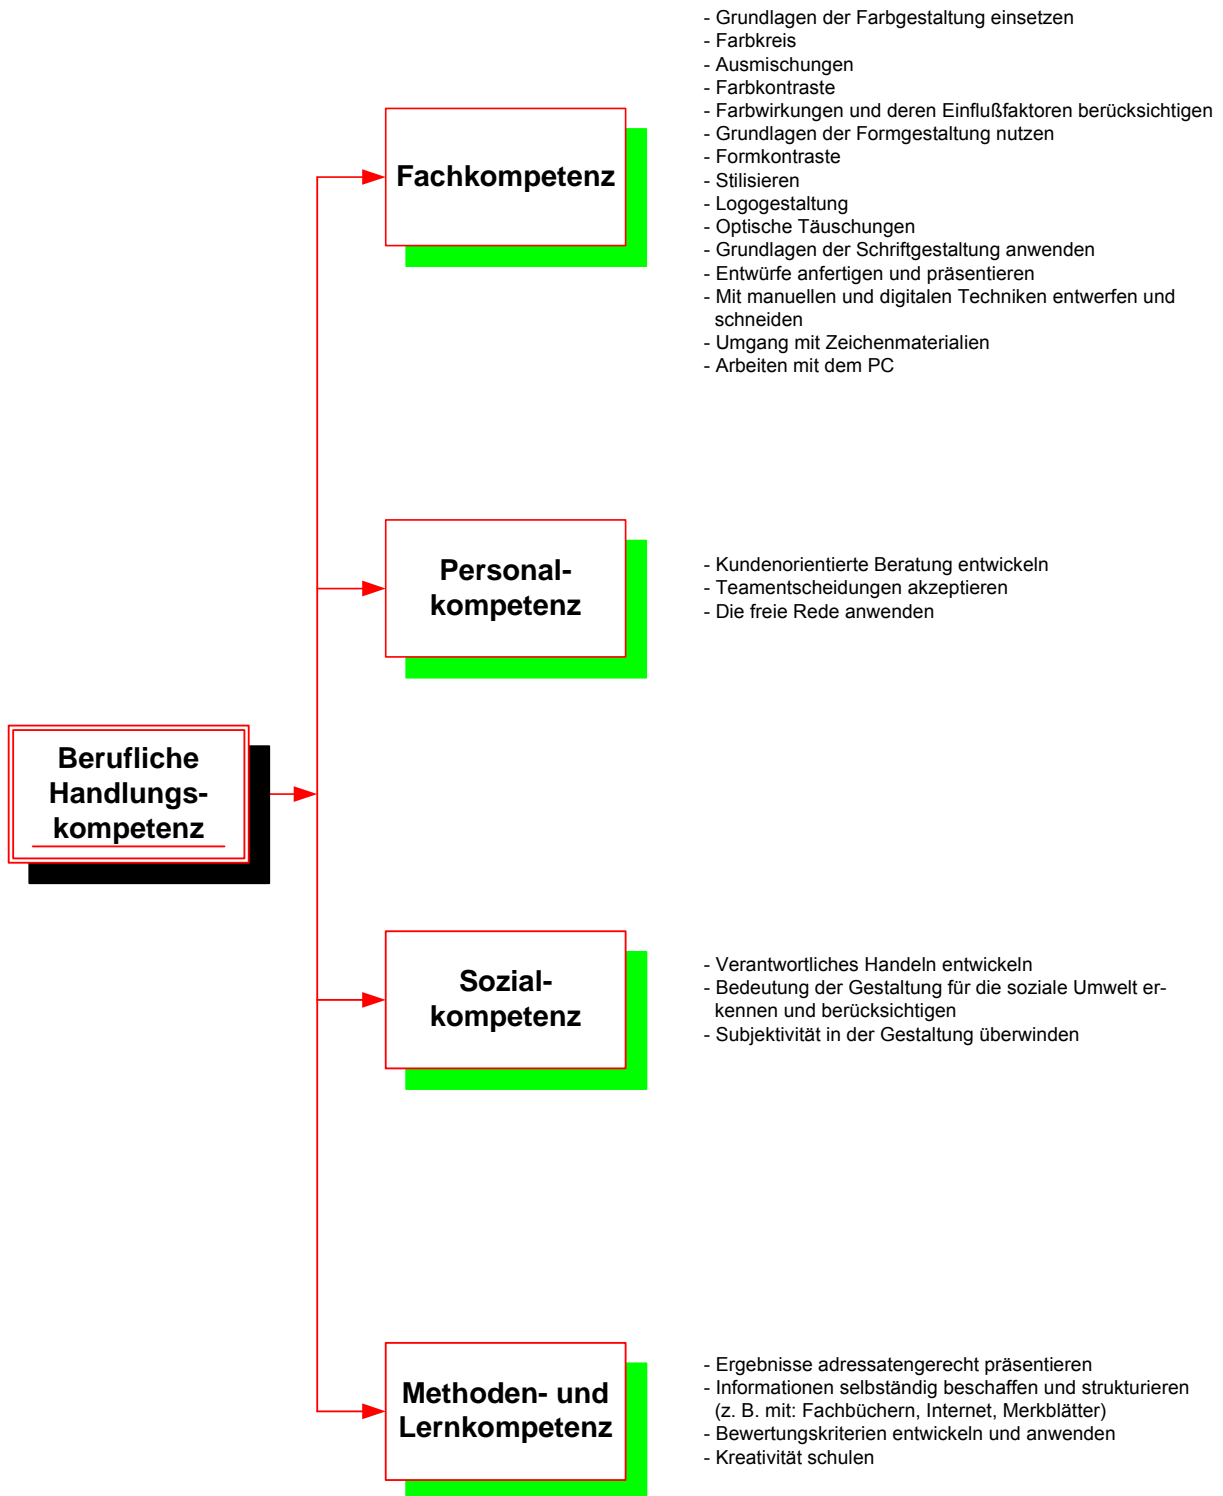 - Grundlagen der Farbgestaltung einsetzen
- Farbkreis
- Ausmischungen
- Farbkontraste
- Farbwirkungen und deren Einflußfaktoren berücksichtigen
- Grundlagen der Formgestaltung nutzen
- Formkontraste
- Stilisieren
- Logogestaltung
- Optische Täuschungen
- Grundlagen der Schriftgestaltung anwenden
- Entwürfe anfertigen und präsentieren
- Mit manuellen und digitalen Techniken entwerfen und
schneiden
- Umgang mit Zeichenmaterialien
- Arbeiten mit dem PC
Fachkompetenz
Personal-
kompetenz
- Kundenorientierte Beratung entwickeln
- Teamentscheidungen akzeptieren
- Die freie Rede anwenden
Berufliche
Handlungs-
kompetenz
Sozial-
kompetenz
- Verantwortliches Handeln entwickeln
- Bedeutung der Gestaltung für die soziale Umwelt er-
kennen und berücksichtigen
- Subjektivität in der Gestaltung überwinden
Methoden- und
Lernkompetenz
- Ergebnisse adressatengerecht präsentieren
- Informationen selbständig beschaffen und strukturieren
(z. B. mit: Fachbüchern, Internet, Merkblätter)
- Bewertungskriterien entwickeln und anwenden
- Kreativität schulen